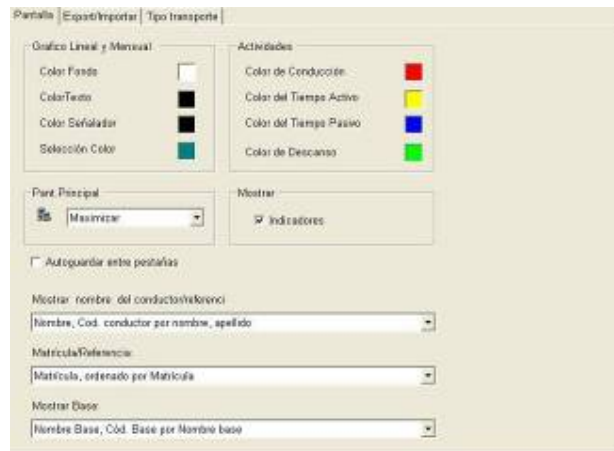 Pantalla Export/Importar Tipo transporte
Gráfico Lineal y Mensual
Color Fondo
ColorTexto
Color Señalador
Selección Color
Actividades
Color de Conducción
Color del Tiempo Activo
Color del Tiempo Pasivo
Color de Descanso
Pant.Principal
Maximizar
Mostrar
Indicadores
Autoguardar entre pestañas
Mostrar nombre del conductor/referenci
Nombre, Cod. conductor por nombre, apellido
Matrícula/Referencia:
Matrícula, ordenado por Matrícula
Mostrar Base:
Nombre Base, Cód. Base por Nombre base